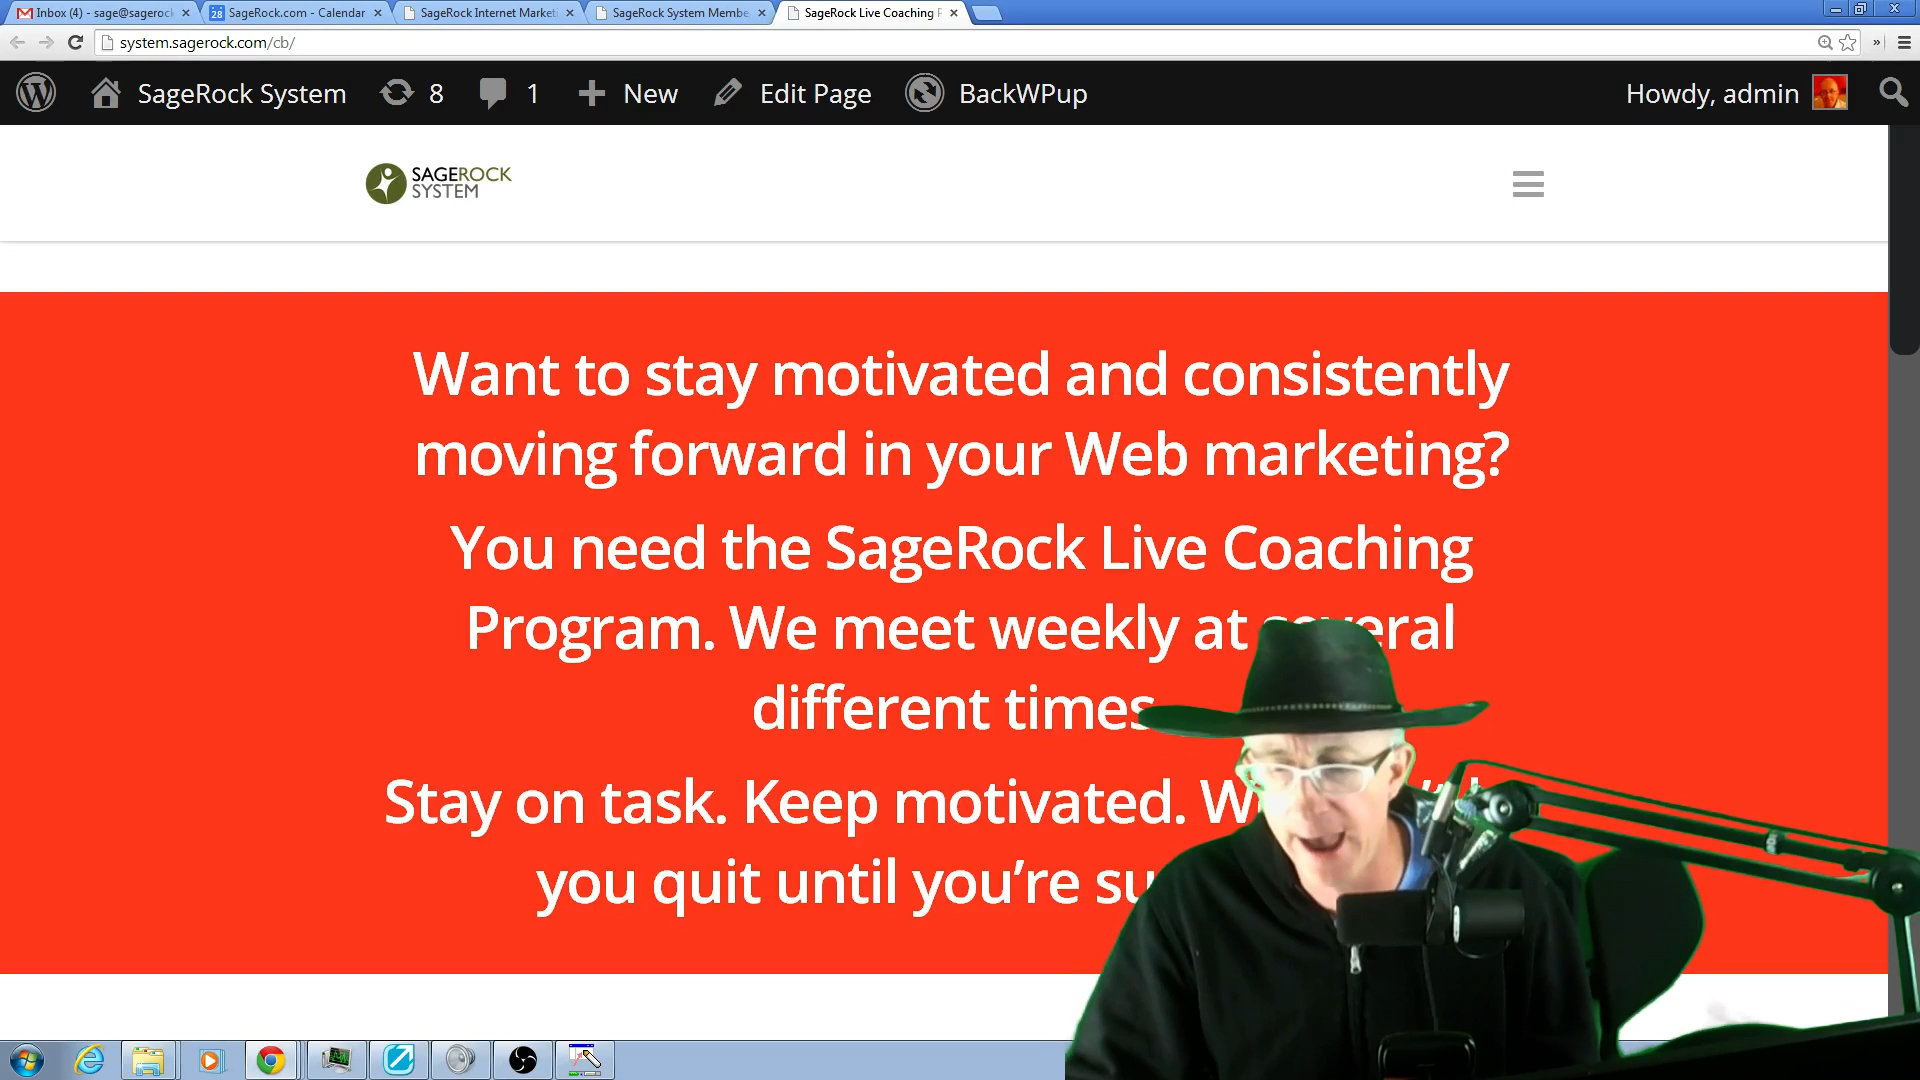 Inbox (4) - sage@sagerock
SageRock.com - Calendar
SageRock Internet Marketi
SageRock System Membe
SageRock Live Coaching P
system.sagerock.com/cb/
SageRock System 8 1 New Edit Page BackWPup Howdy, admin
SAGEROCK
SYSTEM
Want to stay motivated and consistently
moving forward in your Web marketing?
You need the SageRock Live Coaching
Program. We meet weekly at several
different times
Stay on task. Keep motivated.
you quit until you're su